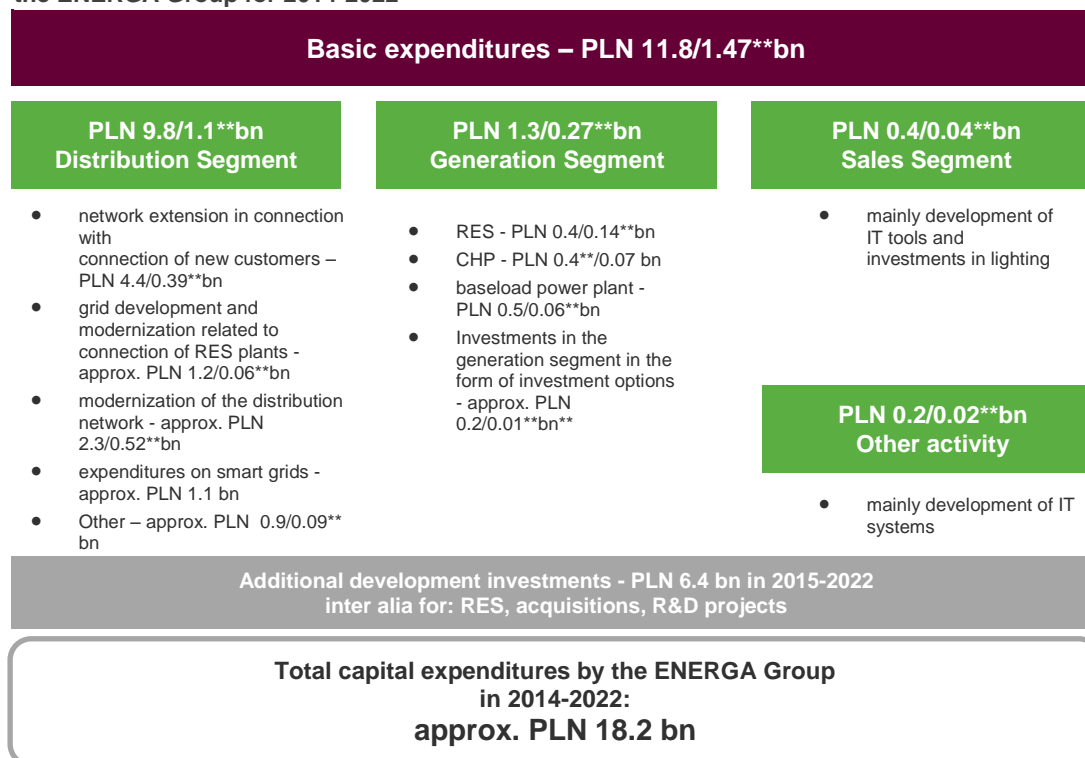 the ENERGA Group for 2014-2022
Basic expenditures – PLN 11.8/1.47**bn
PLN 9.8/1.1**bn
Distribution Segment
● network extension in connection
with
connection of new customers –
PLN 4.4/0.39**bn
● grid development and
modernization related to
connection of RES plants -
approx. PLN 1.2/0.06**bn
● modernization of the distribution
network - approx. PLN
2.3/0.52**bn
● expenditures on smart grids -
approx. PLN 1.1 bn
● Other – approx. PLN 0.9/0.09**
bn
PLN 1.3/0.27**bn
Generation Segment
● RES - PLN 0.4/0.14**bn
● CHP - PLN 0.4**/0.07 bn
● baseload power plant -
PLN 0.5/0.06**bn
● Investments in the
generation segment in the
form of investment options
- approx. PLN
0.2/0.01**bn**
PLN 0.4/0.04**bn
Sales Segment
● mainly development of
IT tools and
investments in lighting
PLN 0.2/0.02**bn
Other activity
● mainly development of IT
systems
Additional development investments - PLN 6.4 bn in 2015-2022
inter alia for: RES, acquisitions, R&D projects
Total capital expenditures by the ENERGA Group
in 2014-2022:
approx. PLN 18.2 bn